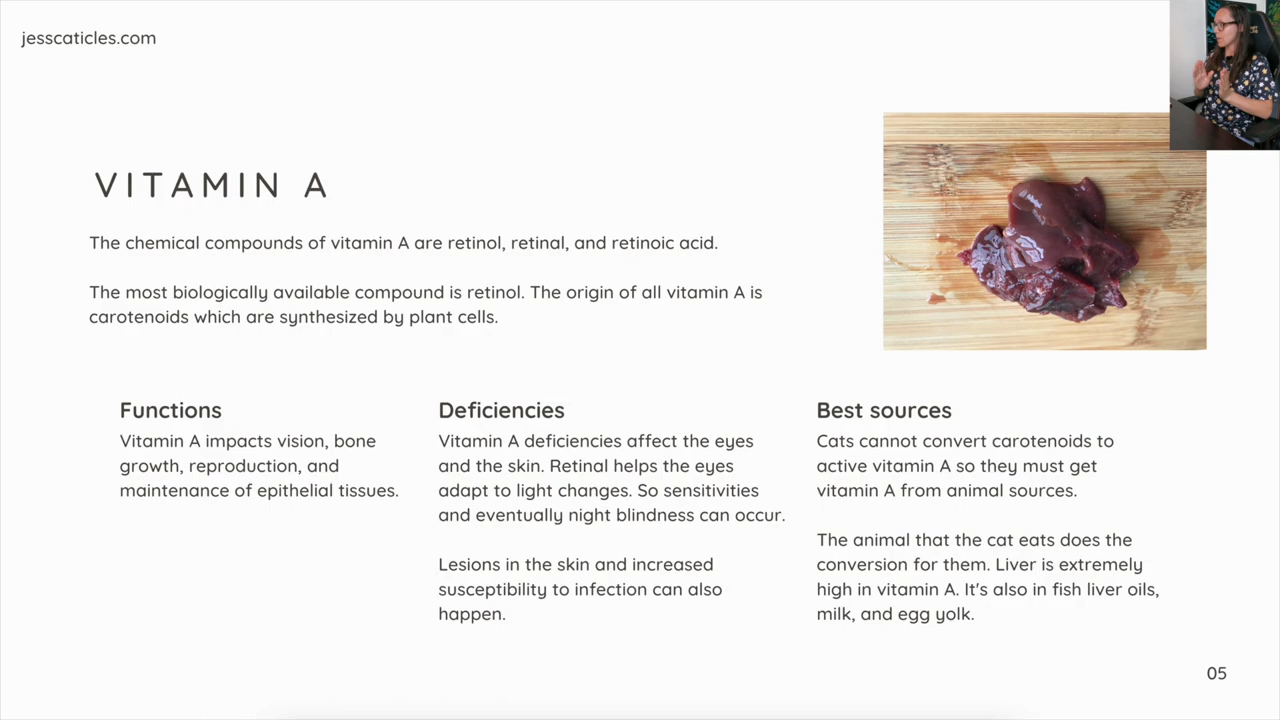 jesscaticles.com
VITAMIN A
The chemical compounds of vitamin A are retinol, retinal, and retinoic acid.
The most biologically available compound is retinol. The origin of all vitamin A is
carotenoids which are synthesized by plant cells.
Functions
Vitamin A impacts vision, bone
growth, reproduction, and
maintenance of epithelial tissues.
Deficiencies
Vitamin A deficiencies affect the eyes
and the skin. Retinal helps the eyes
adapt to light changes. So sensitivities
and eventually night blindness can occur.
Lesions in the skin and increased
susceptibility to infection can also
happen.
Best sources
Cats cannot convert carotenoids to
active vitamin A so they must get
vitamin A from animal sources.
The animal that the cat eats does the
conversion for them. Liver is extremely
high in vitamin A. It's also in fish liver oils,
milk, and egg yolk.
05